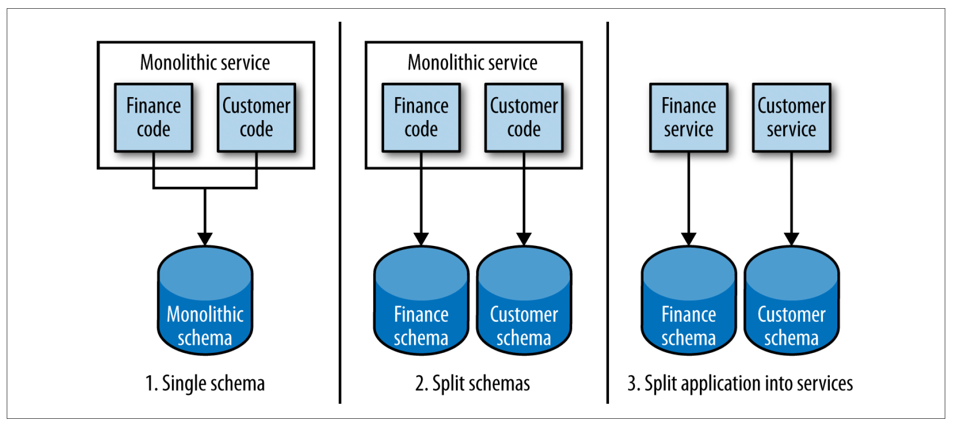 Monolithic service
Finance
code
Customer
code
Monolithic
schema
1. Single schema
Monolithic service
Finance
code
Customer
code
Finance
schema
Customer
schema
2. Split schemas
Finance
service
Customer
service
Finance
schema
Customer
schema
3. Split application into services